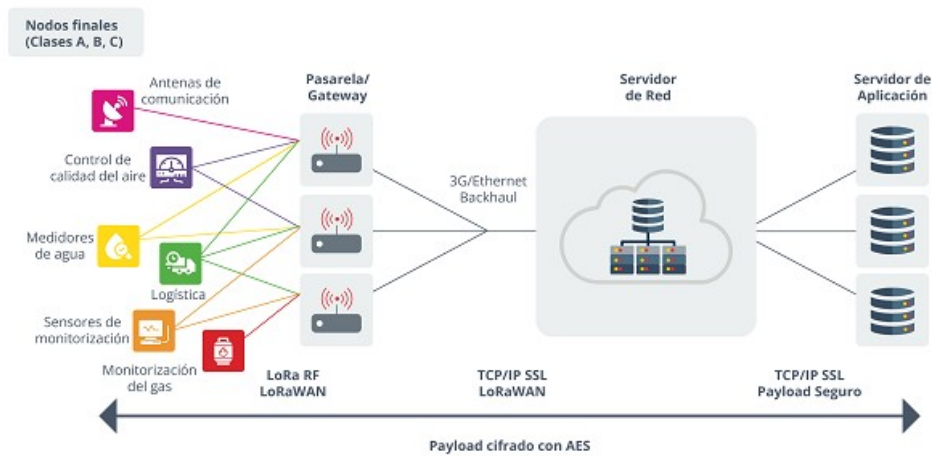 Nodos finales
(Clases A, B, C)
Antenas de
comunicación
Control de
calidad del aire
Medidores
de agua
Logística
Sensores de
monitorización
Monitorización
del gas
Pasarela/
Gateway
3G/Ethernet
Backhaul
Servidor
de Red
Servidor de
Aplicación
LoRa RF
LoRaWAN
TCP/IP SSL
LoRaWAN
TCP/IP SSL
Payload Seguro
Payload cifrado con AES